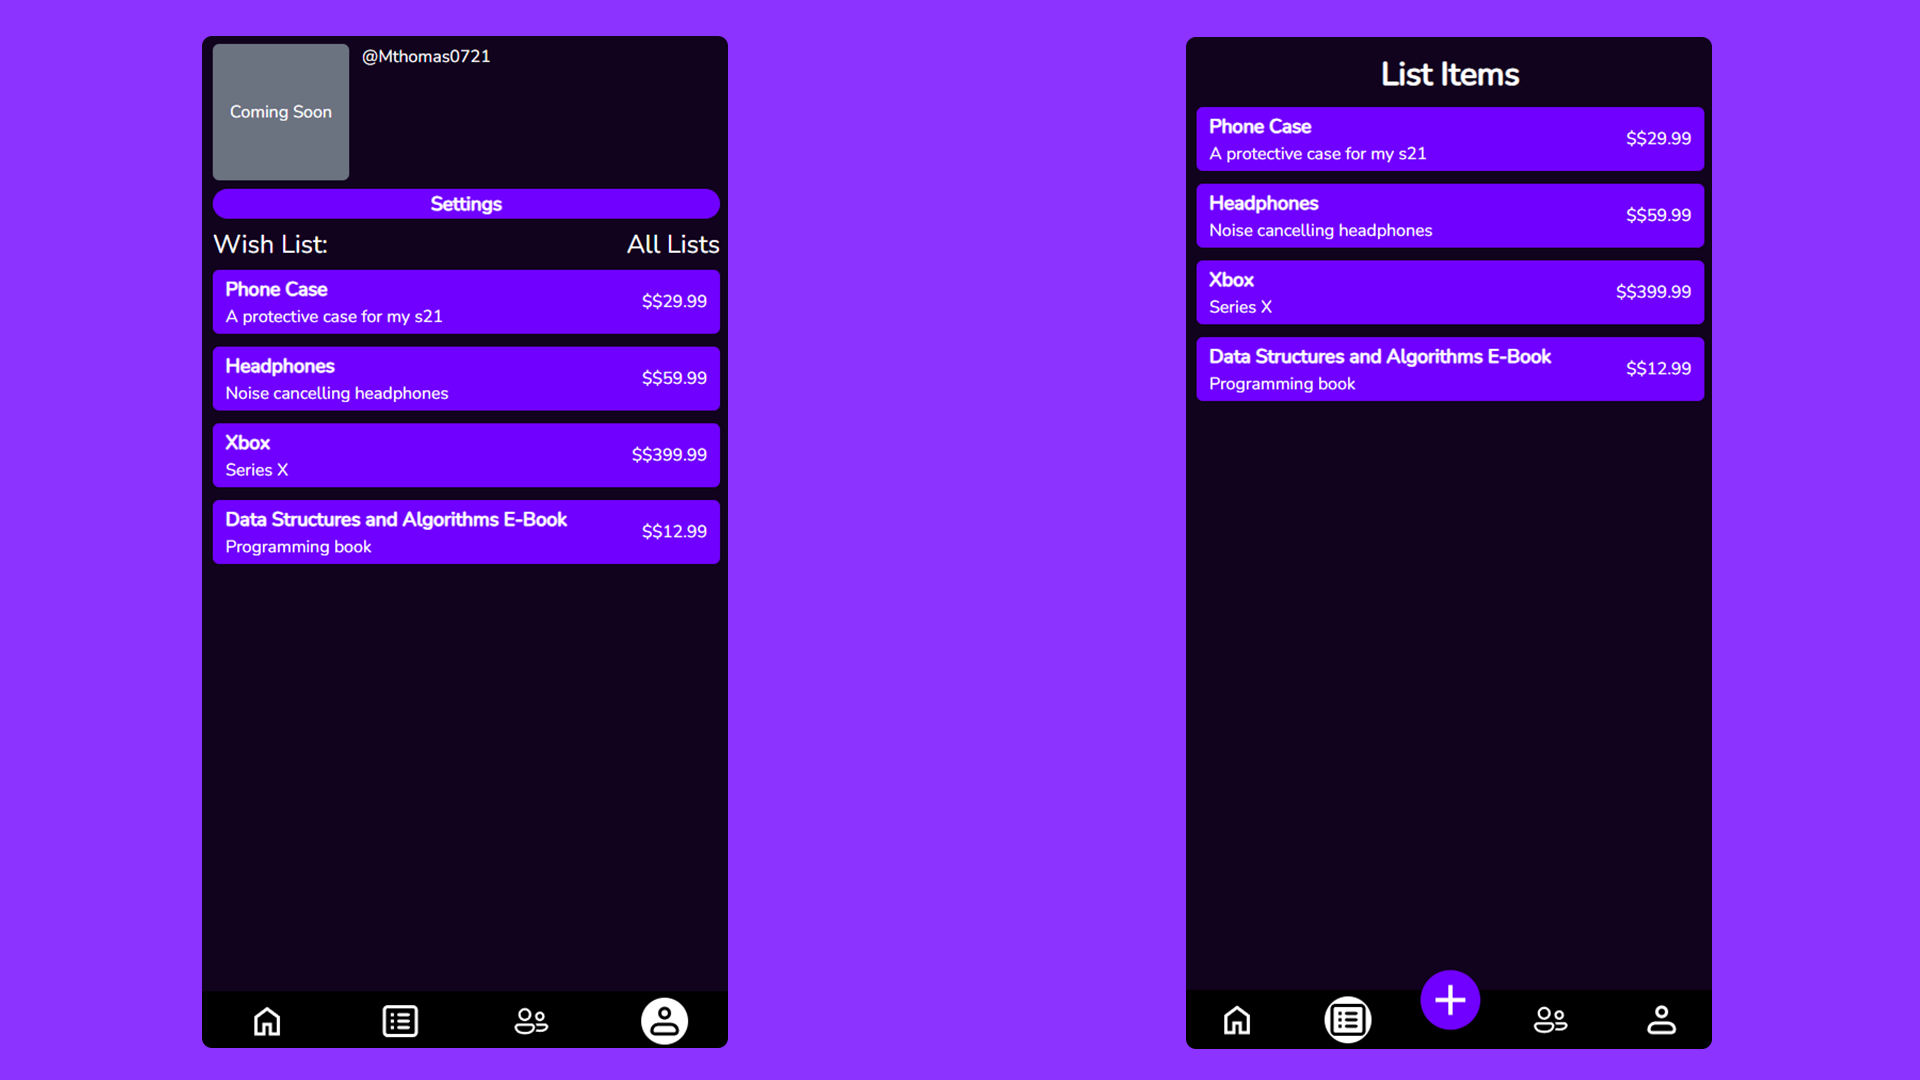 @Mthomas0721
Coming Soon
Settings
Wish List: All Lists
Phone Case
A protective case for my s21
$$29.99
Headphones
Noise cancelling headphones
$$59.99
Xbox
Series X
$$399.99
Data Structures and Algorithms E-Book
Programming book
$$12.99
List Items
Phone Case
A protective case for my s21
$$29.99
Headphones
Noise cancelling headphones
$$59.99
Xbox
Series X
$$399.99
Data Structures and Algorithms E-Book
Programming book
$$12.99